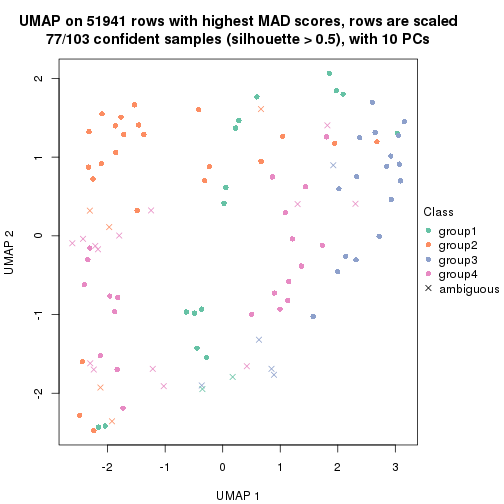 UMAP on 51941 rows with highest MAD scores, rows are scaled
77/103 confident samples (silhouette > 0.5), with 10 PCs
2
1
0
-1
-2
UMAP 2
-2
-1
0
1
2
3
UMAP 1
Class
group1
group2
group3
group4
ambiguous